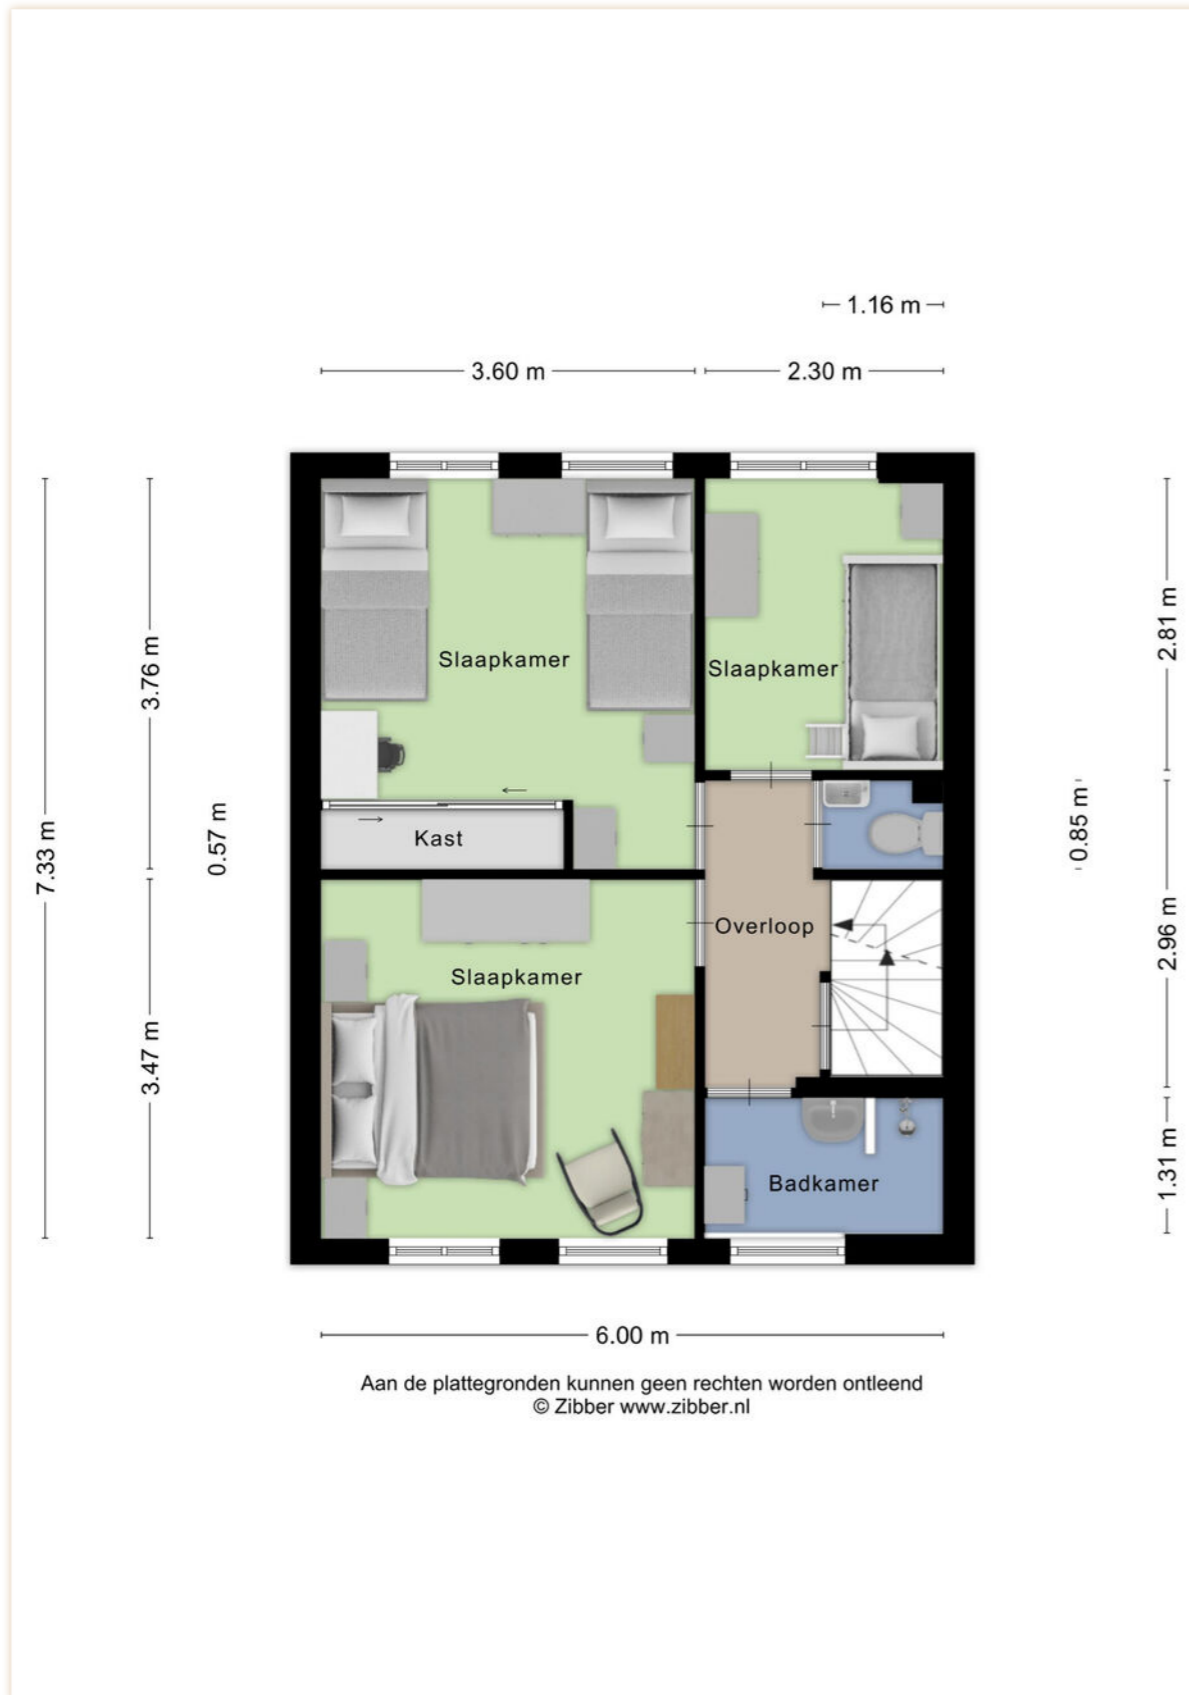 1.16 m
3.60 m
2.30 m
Slaapkamer
Slaapkamer
2.81 m
3.76 m
7.33 m
0.57 m
Kast
0.85 m
Overloop
2.96 m
Slaapkamer
3.47 m
1.31 m
Badkamer
6.00 m
Aan de plattegronden kunnen geen rechten worden ontleend
© Zibber www.zibber.nl